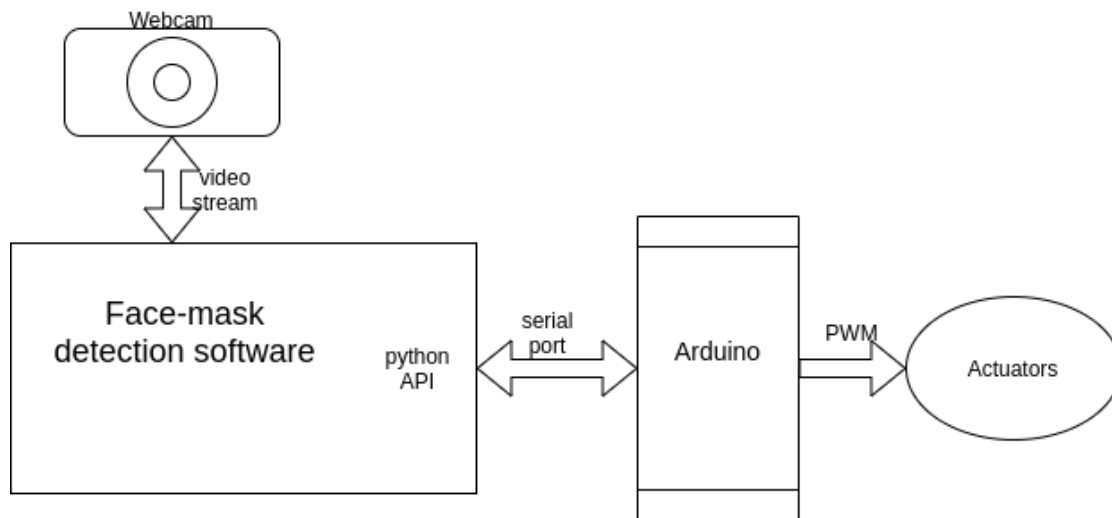 Webcam
video
stream
Face-mask
detection software
python
API
serial
port
Arduino
PWM
Actuators